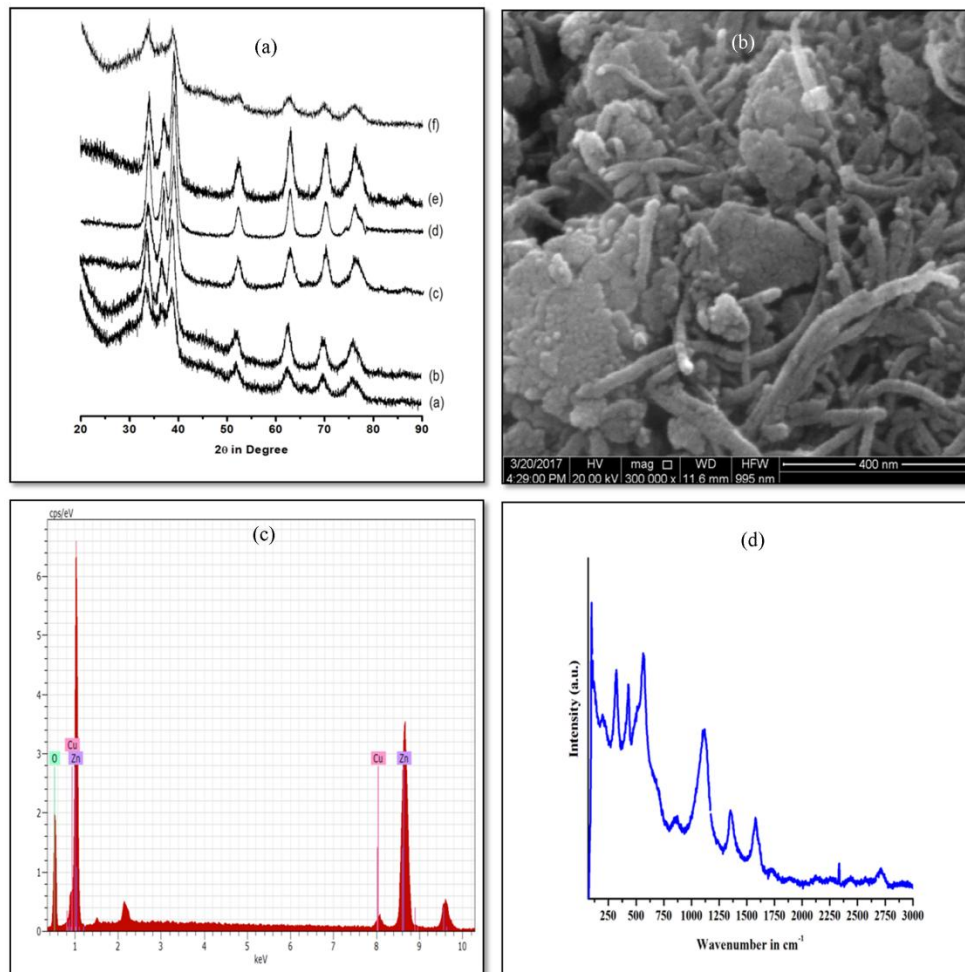 (a)
(f)
(e)
(d)
(c)
(b)
(a)
20 30 40 50 60 70 80 90
2θ in Degree
(b)
3/20/2017 HV mag □ WD HFW 400 nm
4:29:00 PM 20.00 kV 300 000 x 11.6 mm 995 nm
cps/eV
(c)
6
5
4
3
2
1
0
Cu
O Zn Cu Zn
1 2 3 4 5 6 7 8 9 10
keV
(d)
Intensity (a.u.)
250 500 750 1000 1250 1500 1750 2000 2250 2500 2750 3000
Wavenumber in cm⁻¹